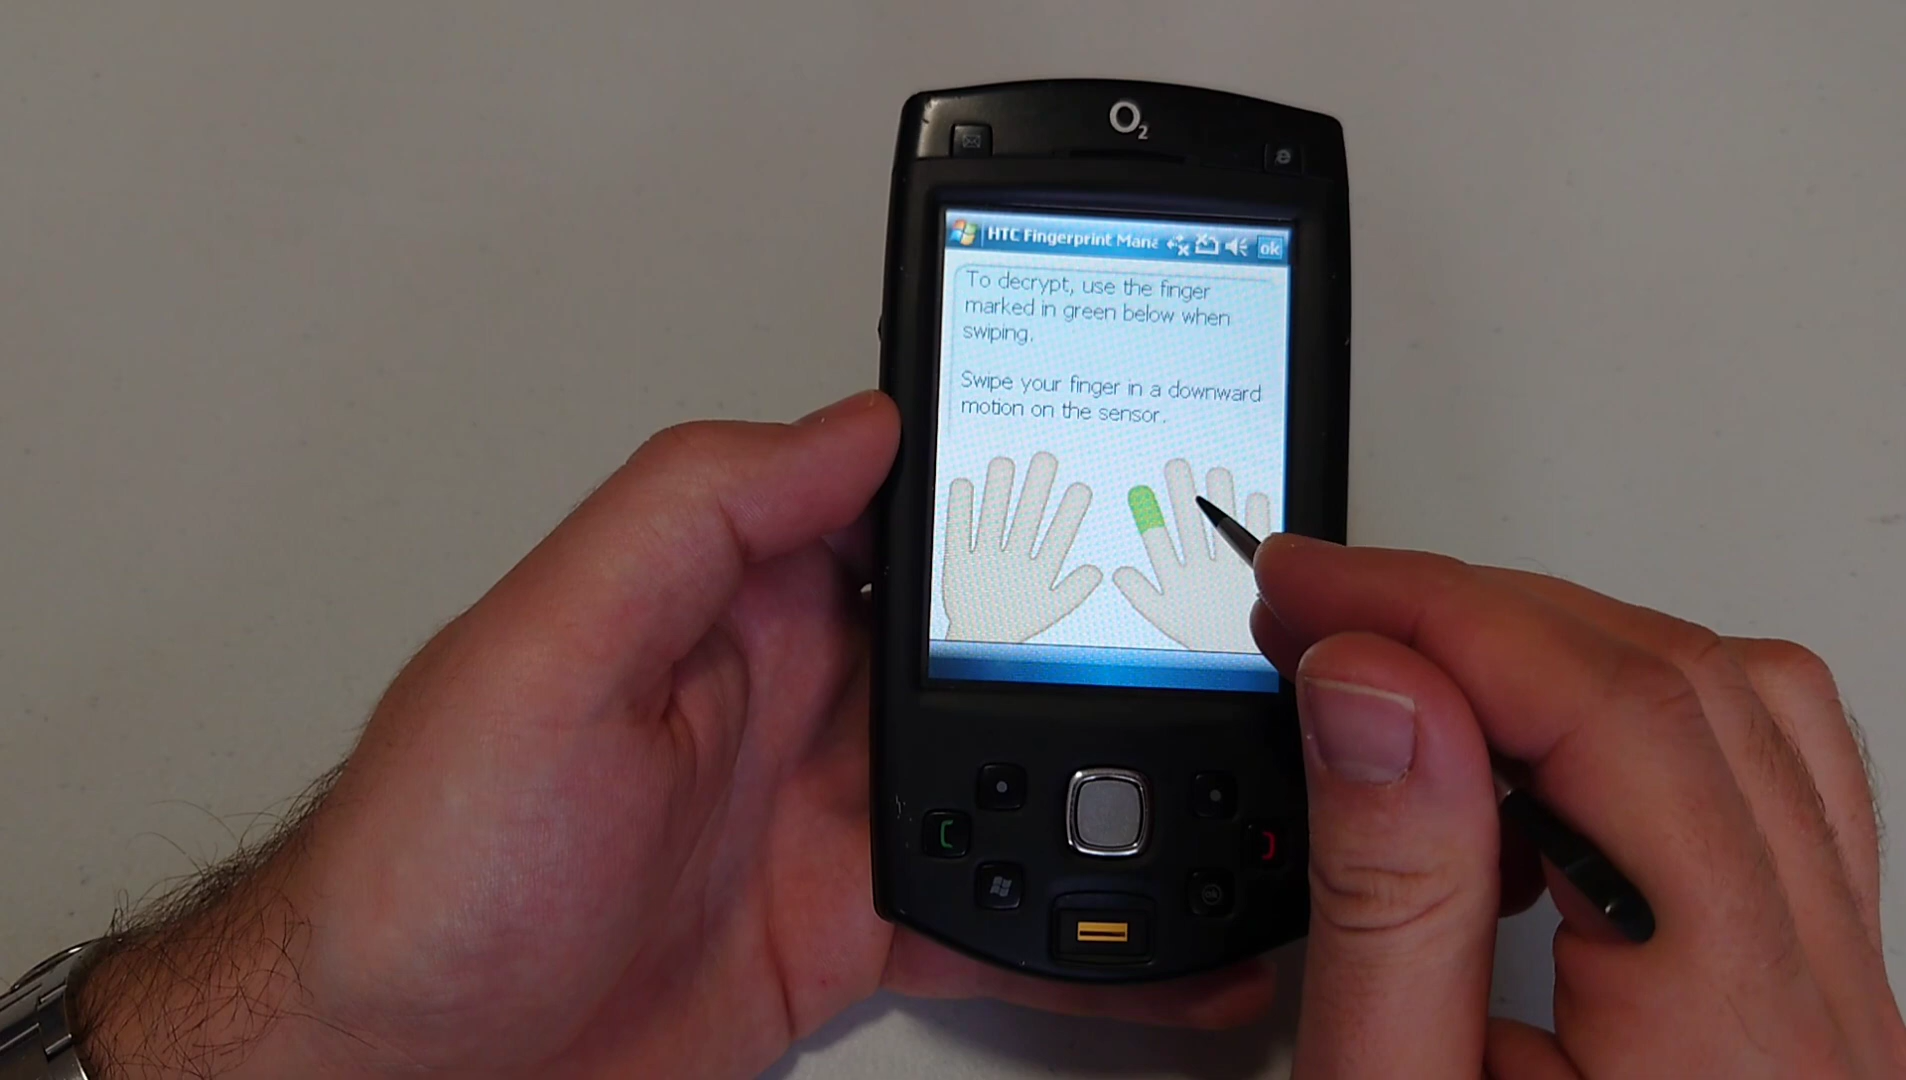 O2
HTC Fingerprint Mana
ok
To decrypt, use the finger
marked in green below when
swiping.
Swipe your finger in a downward
motion on the sensor.
ok